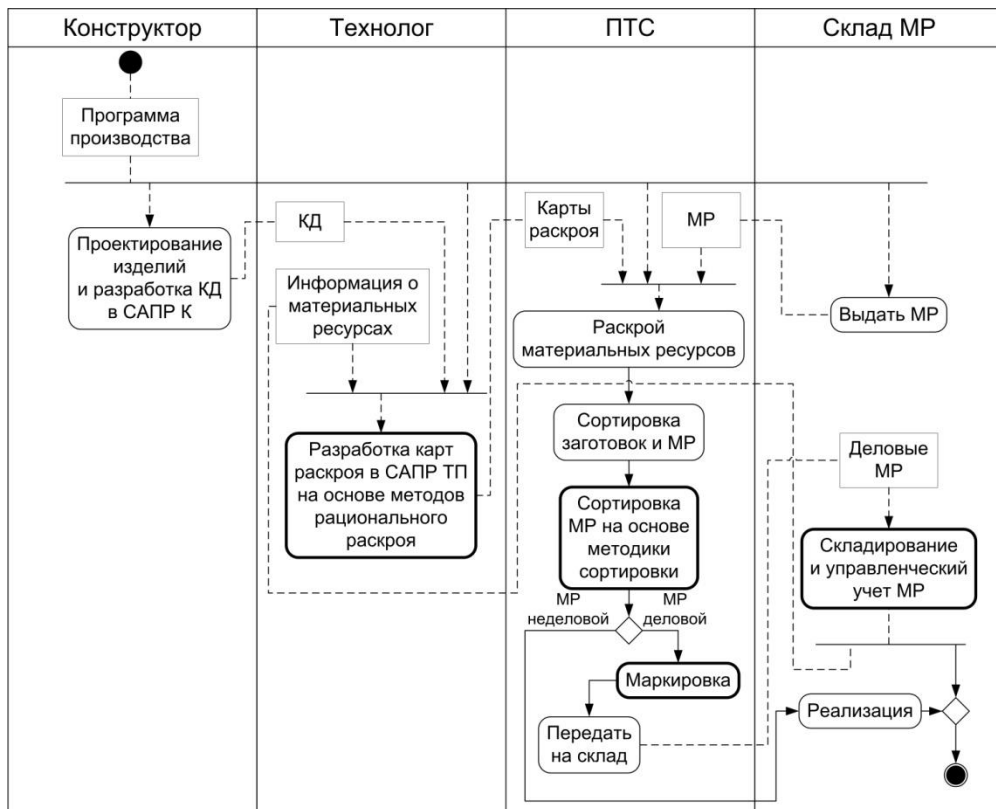 Конструктор
Технолог
ПТС
Склад МР
Программа
производства
Проектирование
изделий
и разработка КД
в САПР К
КД
Информация о
материальных
ресурсах
Разработка карт
раскроя в САПР ТП
на основе методов
рационального
раскроя
Карты
раскроя
МР
Раскрой
материальных ресурсов
Сортировка
заготовок и МР
Сортировка
МР на основе
методики
сортировки
МР
неделовой
МР
деловой
Маркировка
Передать
на склад
Выдать МР
Деловые
МР
Складирование
и управленческий
учет МР
Реализация